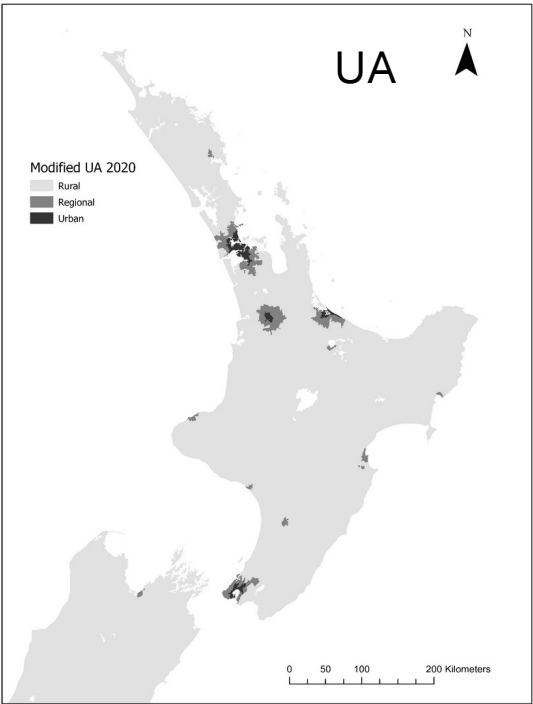 N
UA
Modified UA 2020
Rural
Regional
Urban
0 50 100 200 Kilometers